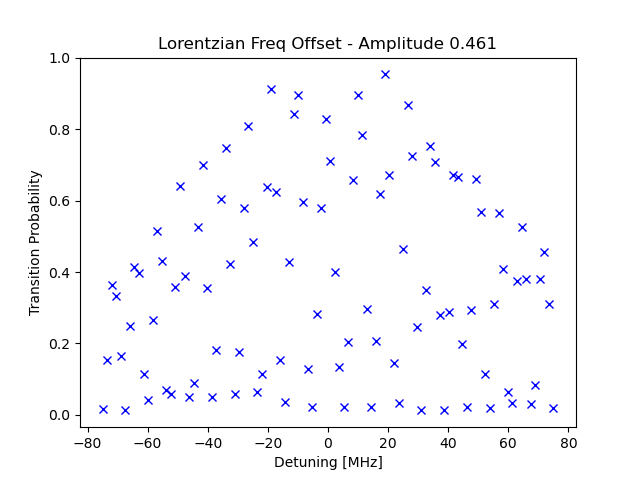 Lorentzian Freq Offset - Amplitude 0.461
1.0
0.8
0.6
0.4
0.2
0.0
Transition Probability
−80 −60 −40 −20 0 20 40 60 80
Detuning [MHz]